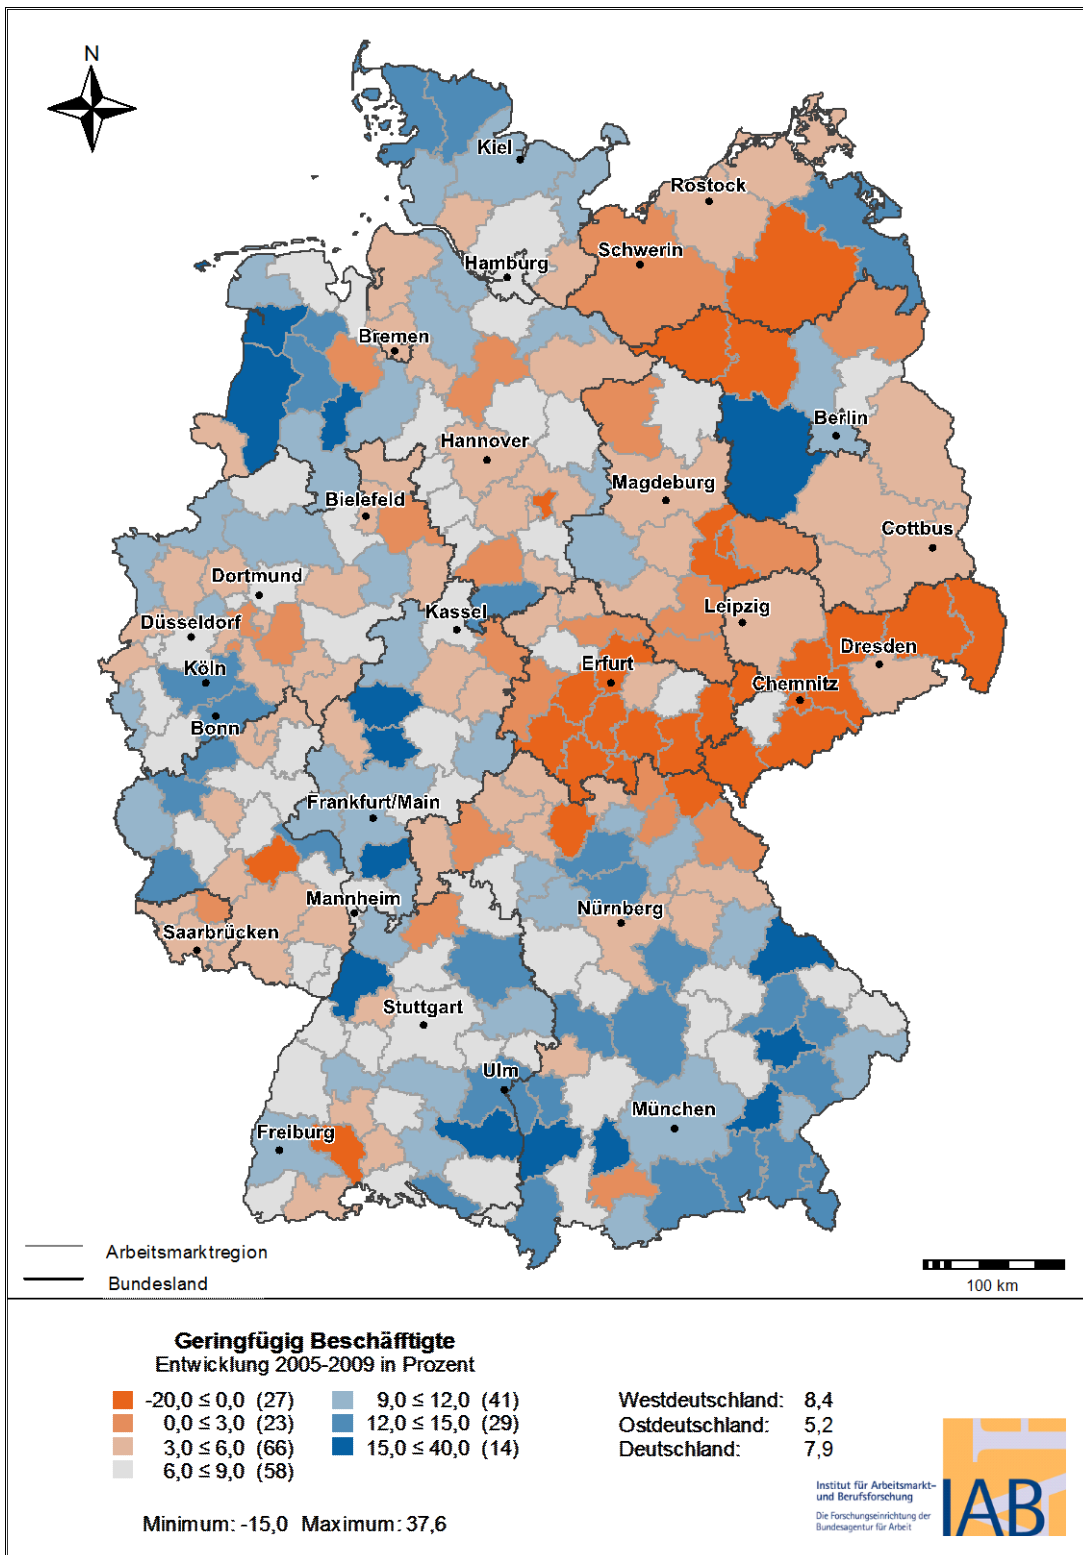 N
Kiel
Rostock
Schwerin
Hamburg
Bremen
Berlin
Hannover
Magdeburg
Bielefeld
Cottbus
Dortmund
Kassel
Leipzig
Düsseldorf
Dresden
Köln
Erfurt
Chemnitz
Bonn
Frankfurt/Main
Mannheim
Nürnberg
Saarbrücken
Stuttgart
Ulm
München
Freiburg
Arbeitsmarktregion
Bundesland
100 km
Geringfügig Beschäfftigte
Entwicklung 2005-2009 in Prozent
-20,0 ≤ 0,0 (27)
0,0 ≤ 3,0 (23)
3,0 ≤ 6,0 (66)
6,0 ≤ 9,0 (58)
9,0 ≤ 12,0 (41)
12,0 ≤ 15,0 (29)
15,0 ≤ 40,0 (14)
Minimum: -15,0 Maximum: 37,6
Westdeutschland: 8,4
Ostdeutschland: 5,2
Deutschland: 7,9
Institut für Arbeitsmarkt-
und Berufsforschung
Die Forschungseinrichtung der
Bundesagentur für Arbeit
IAB